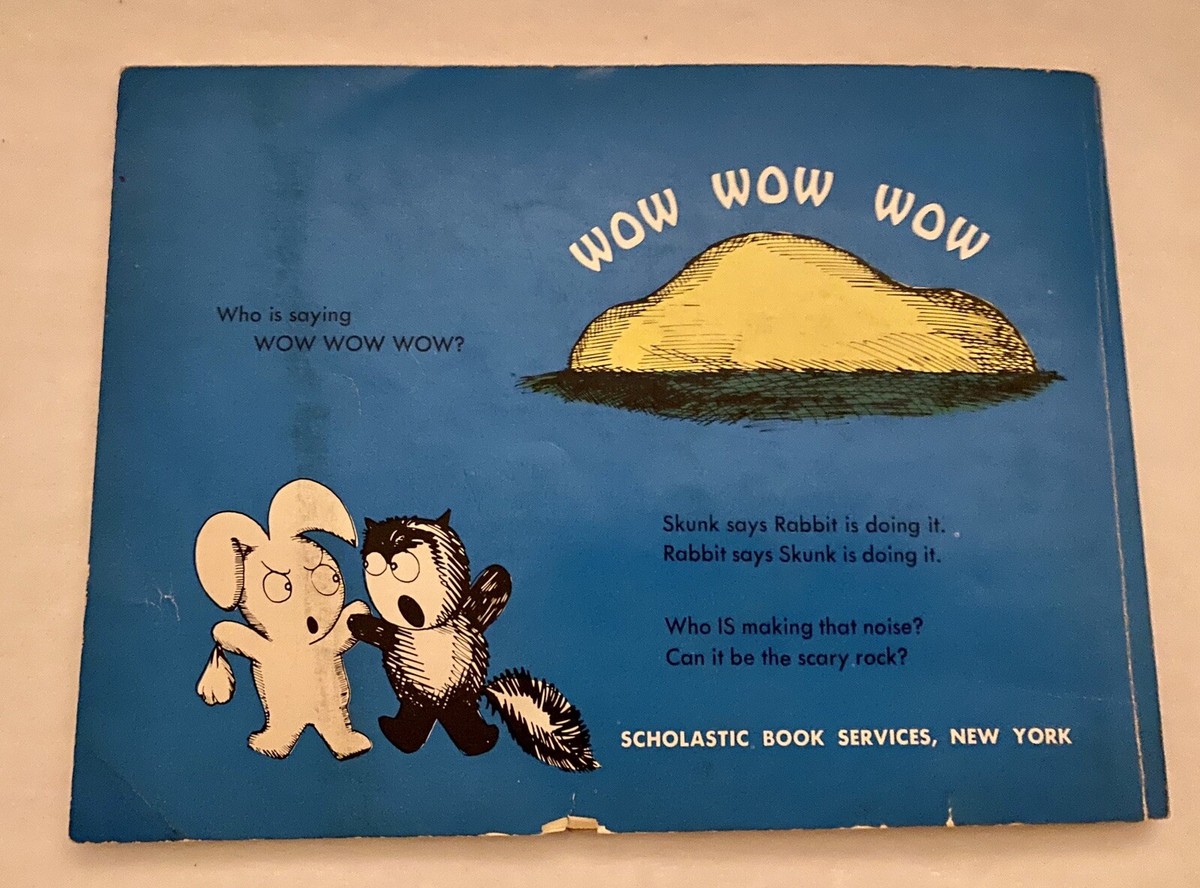 WOW WOW WOW
Who is saying
WOW WOW WOW?
Skunk says Rabbit is doing it.
Rabbit says Skunk is doing it.
Who IS making that noise?
Can it be the scary rock?
SCHOLASTIC BOOK SERVICES, NEW YORK